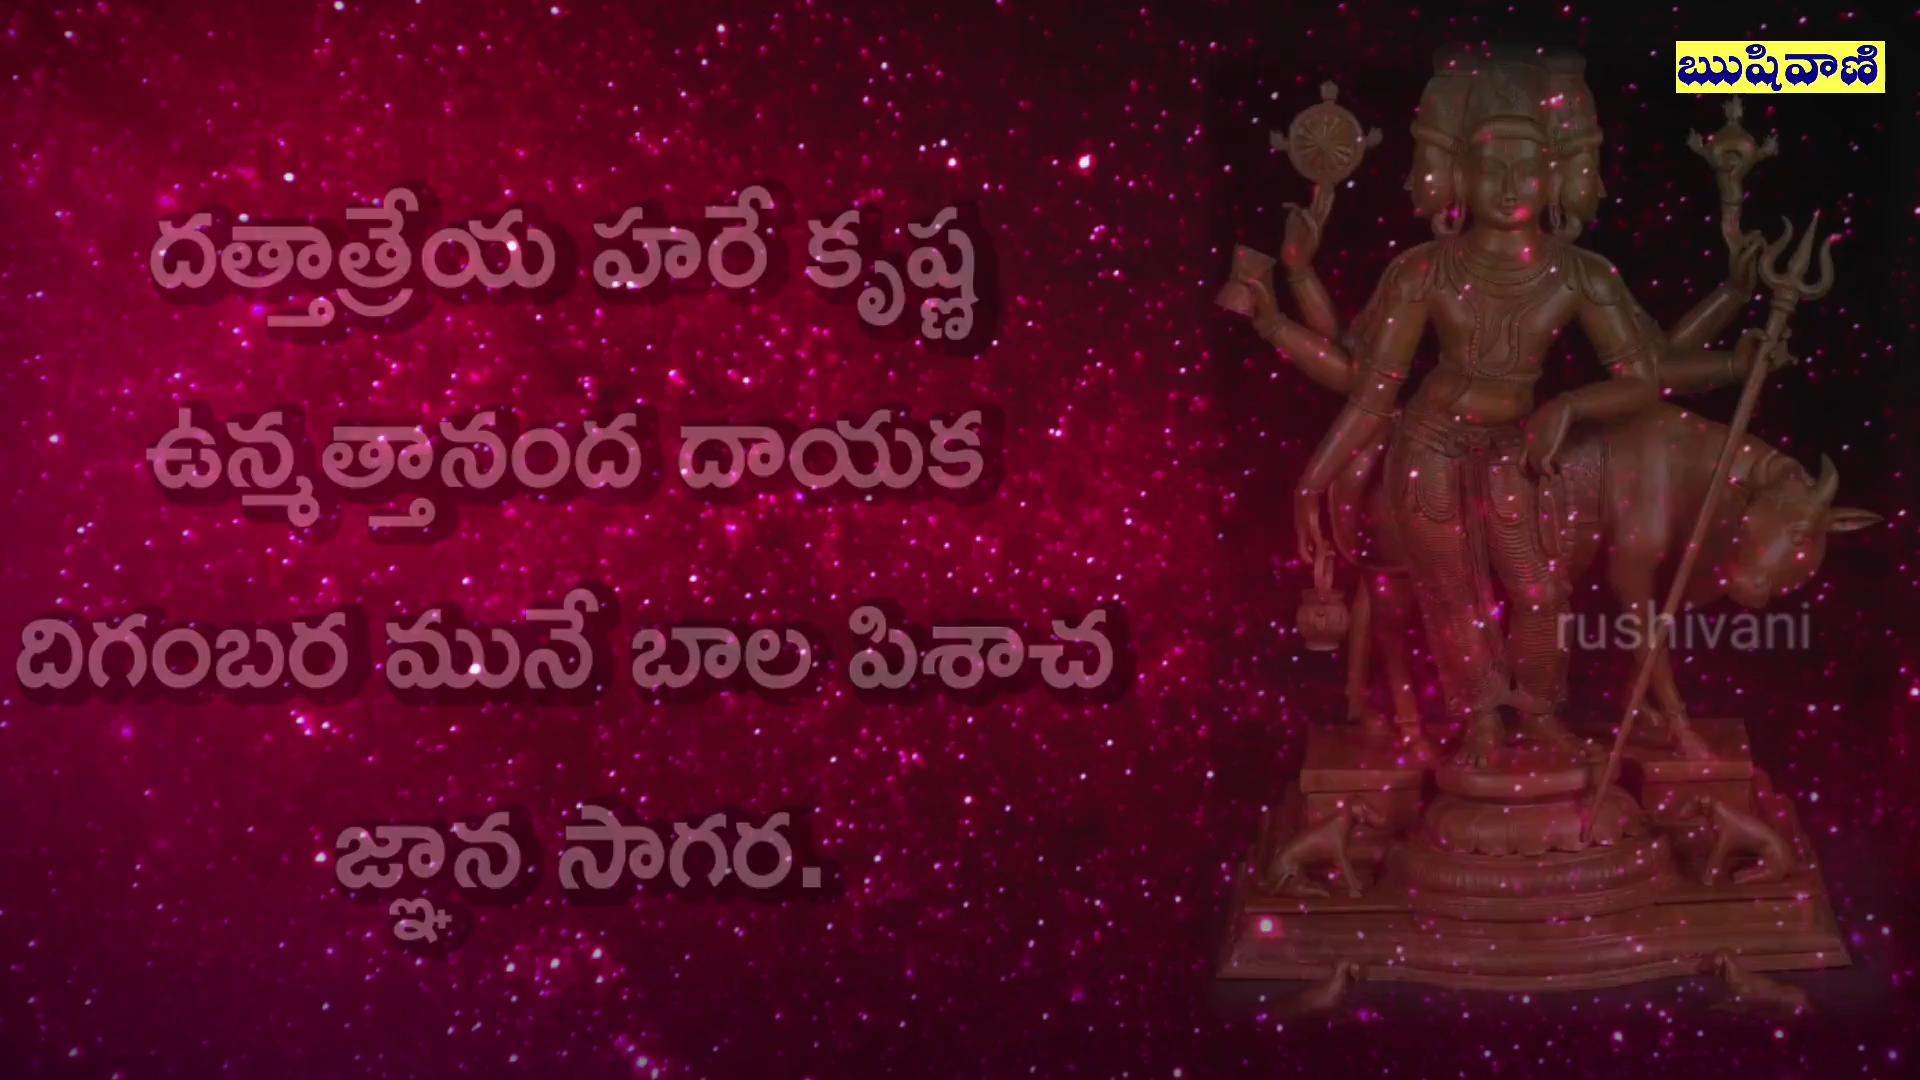 ఋషివాణి
దత్తాత్రేయ హరే కృష్ణ
ఉన్మత్తానంద దాయక
దిగంబర మునే బాల పిశాచ
జ్ఞాన సాగర.
rushivani